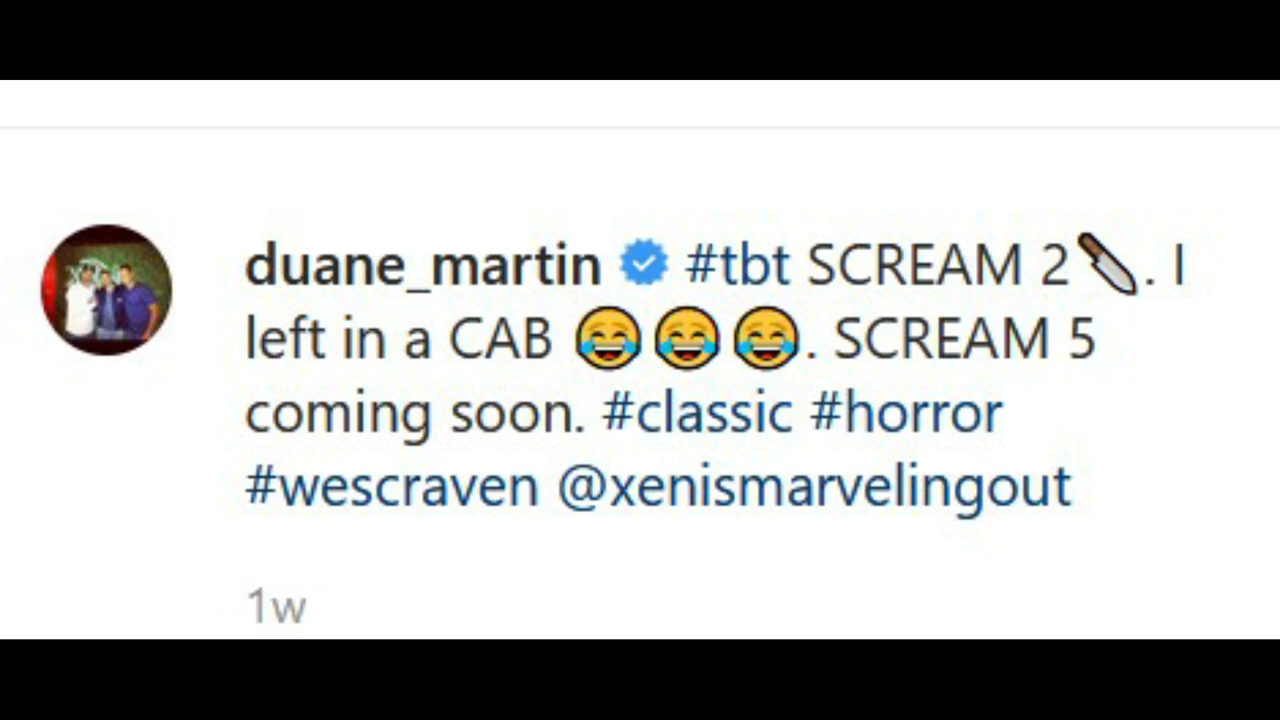 duane_martin #tbt SCREAM 2🔪. I
left in a CAB 😂😂😂. SCREAM 5
coming soon. #classic #horror
#wescraven @xenismarvelingout
1w